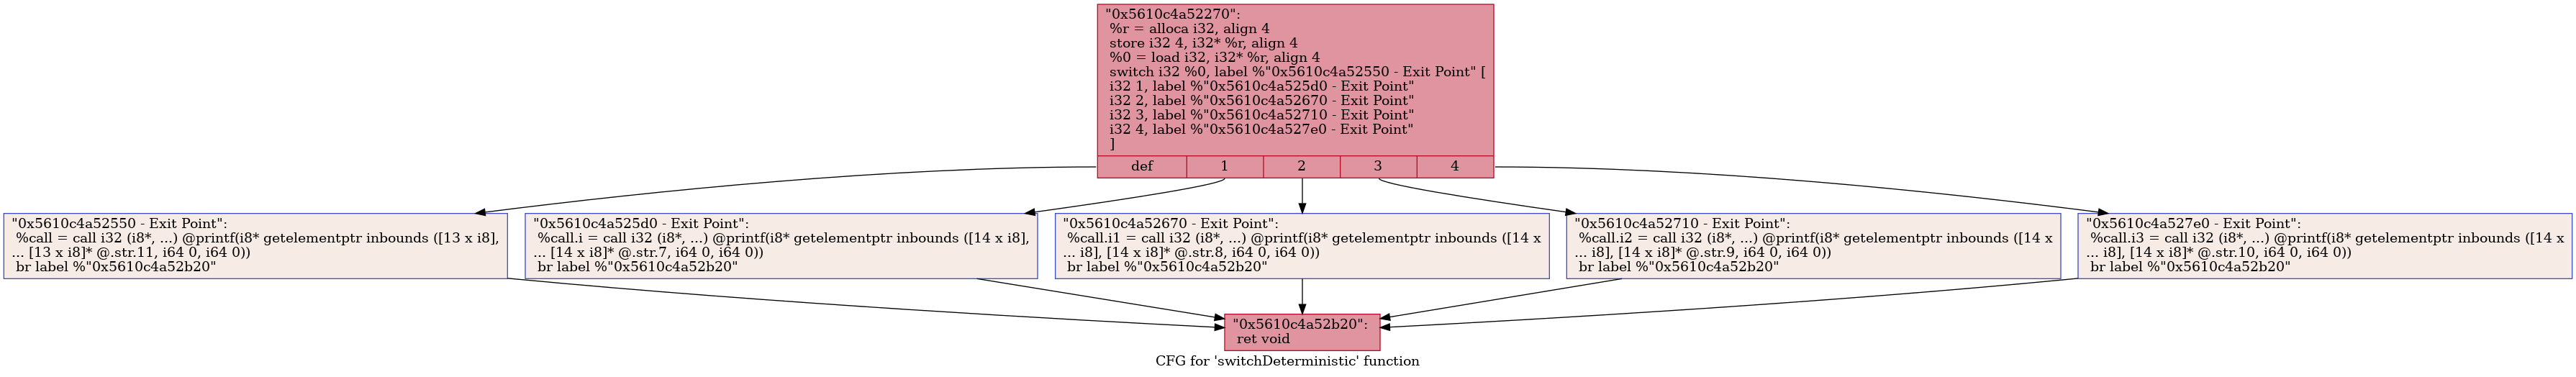 "0x5610c4a52270":
%r = alloca i32, align 4
store i32 4, i32* %r, align 4
%0 = load i32, i32* %r, align 4
switch i32 %0, label %"0x5610c4a52550 - Exit Point" [
i32 1, label %"0x5610c4a525d0 - Exit Point"
i32 2, label %"0x5610c4a52670 - Exit Point"
i32 3, label %"0x5610c4a52710 - Exit Point"
i32 4, label %"0x5610c4a527e0 - Exit Point"
]
def 1 2 3 4
"0x5610c4a52550 - Exit Point":
%call = call i32 (i8*, ...) @printf(i8* getelementptr inbounds ([13 x i8],
... [13 x i8]* @.str.11, i64 0, i64 0))
br label %"0x5610c4a52b20"
"0x5610c4a525d0 - Exit Point":
%call.i = call i32 (i8*, ...) @printf(i8* getelementptr inbounds ([14 x i8],
... [14 x i8]* @.str.7, i64 0, i64 0))
br label %"0x5610c4a52b20"
"0x5610c4a52670 - Exit Point":
%call.i1 = call i32 (i8*, ...) @printf(i8* getelementptr inbounds ([14 x
... i8], [14 x i8]* @.str.8, i64 0, i64 0))
br label %"0x5610c4a52b20"
"0x5610c4a52710 - Exit Point":
%call.i2 = call i32 (i8*, ...) @printf(i8* getelementptr inbounds ([14 x
... i8], [14 x i8]* @.str.9, i64 0, i64 0))
br label %"0x5610c4a52b20"
"0x5610c4a527e0 - Exit Point":
%call.i3 = call i32 (i8*, ...) @printf(i8* getelementptr inbounds ([14 x
... i8], [14 x i8]* @.str.10, i64 0, i64 0))
br label %"0x5610c4a52b20"
"0x5610c4a52b20":
ret void
CFG for 'switchDeterministic' function